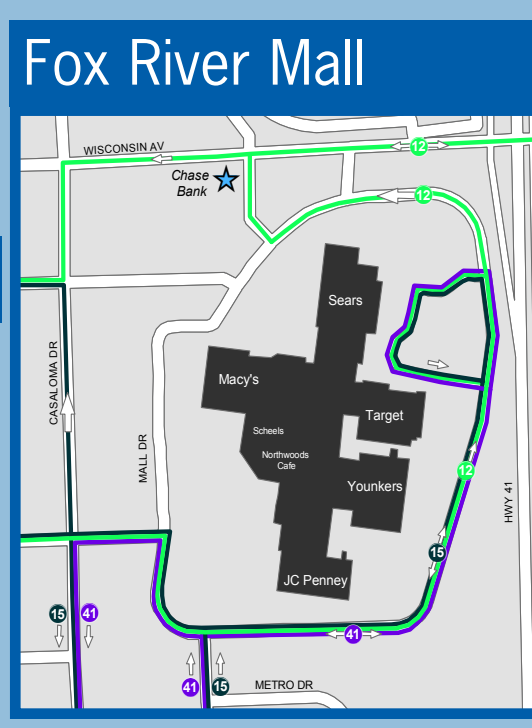 Fox River Mall
WISCONSIN AV
12
Chase
Bank
12
Sears
Macy's
CASALOMA DR
Target
Scheels
MALL DR
Northwoods
Cafe
12
Younkers
HWY 41
15
JC Penney
15
41
41
41
15
METRO DR